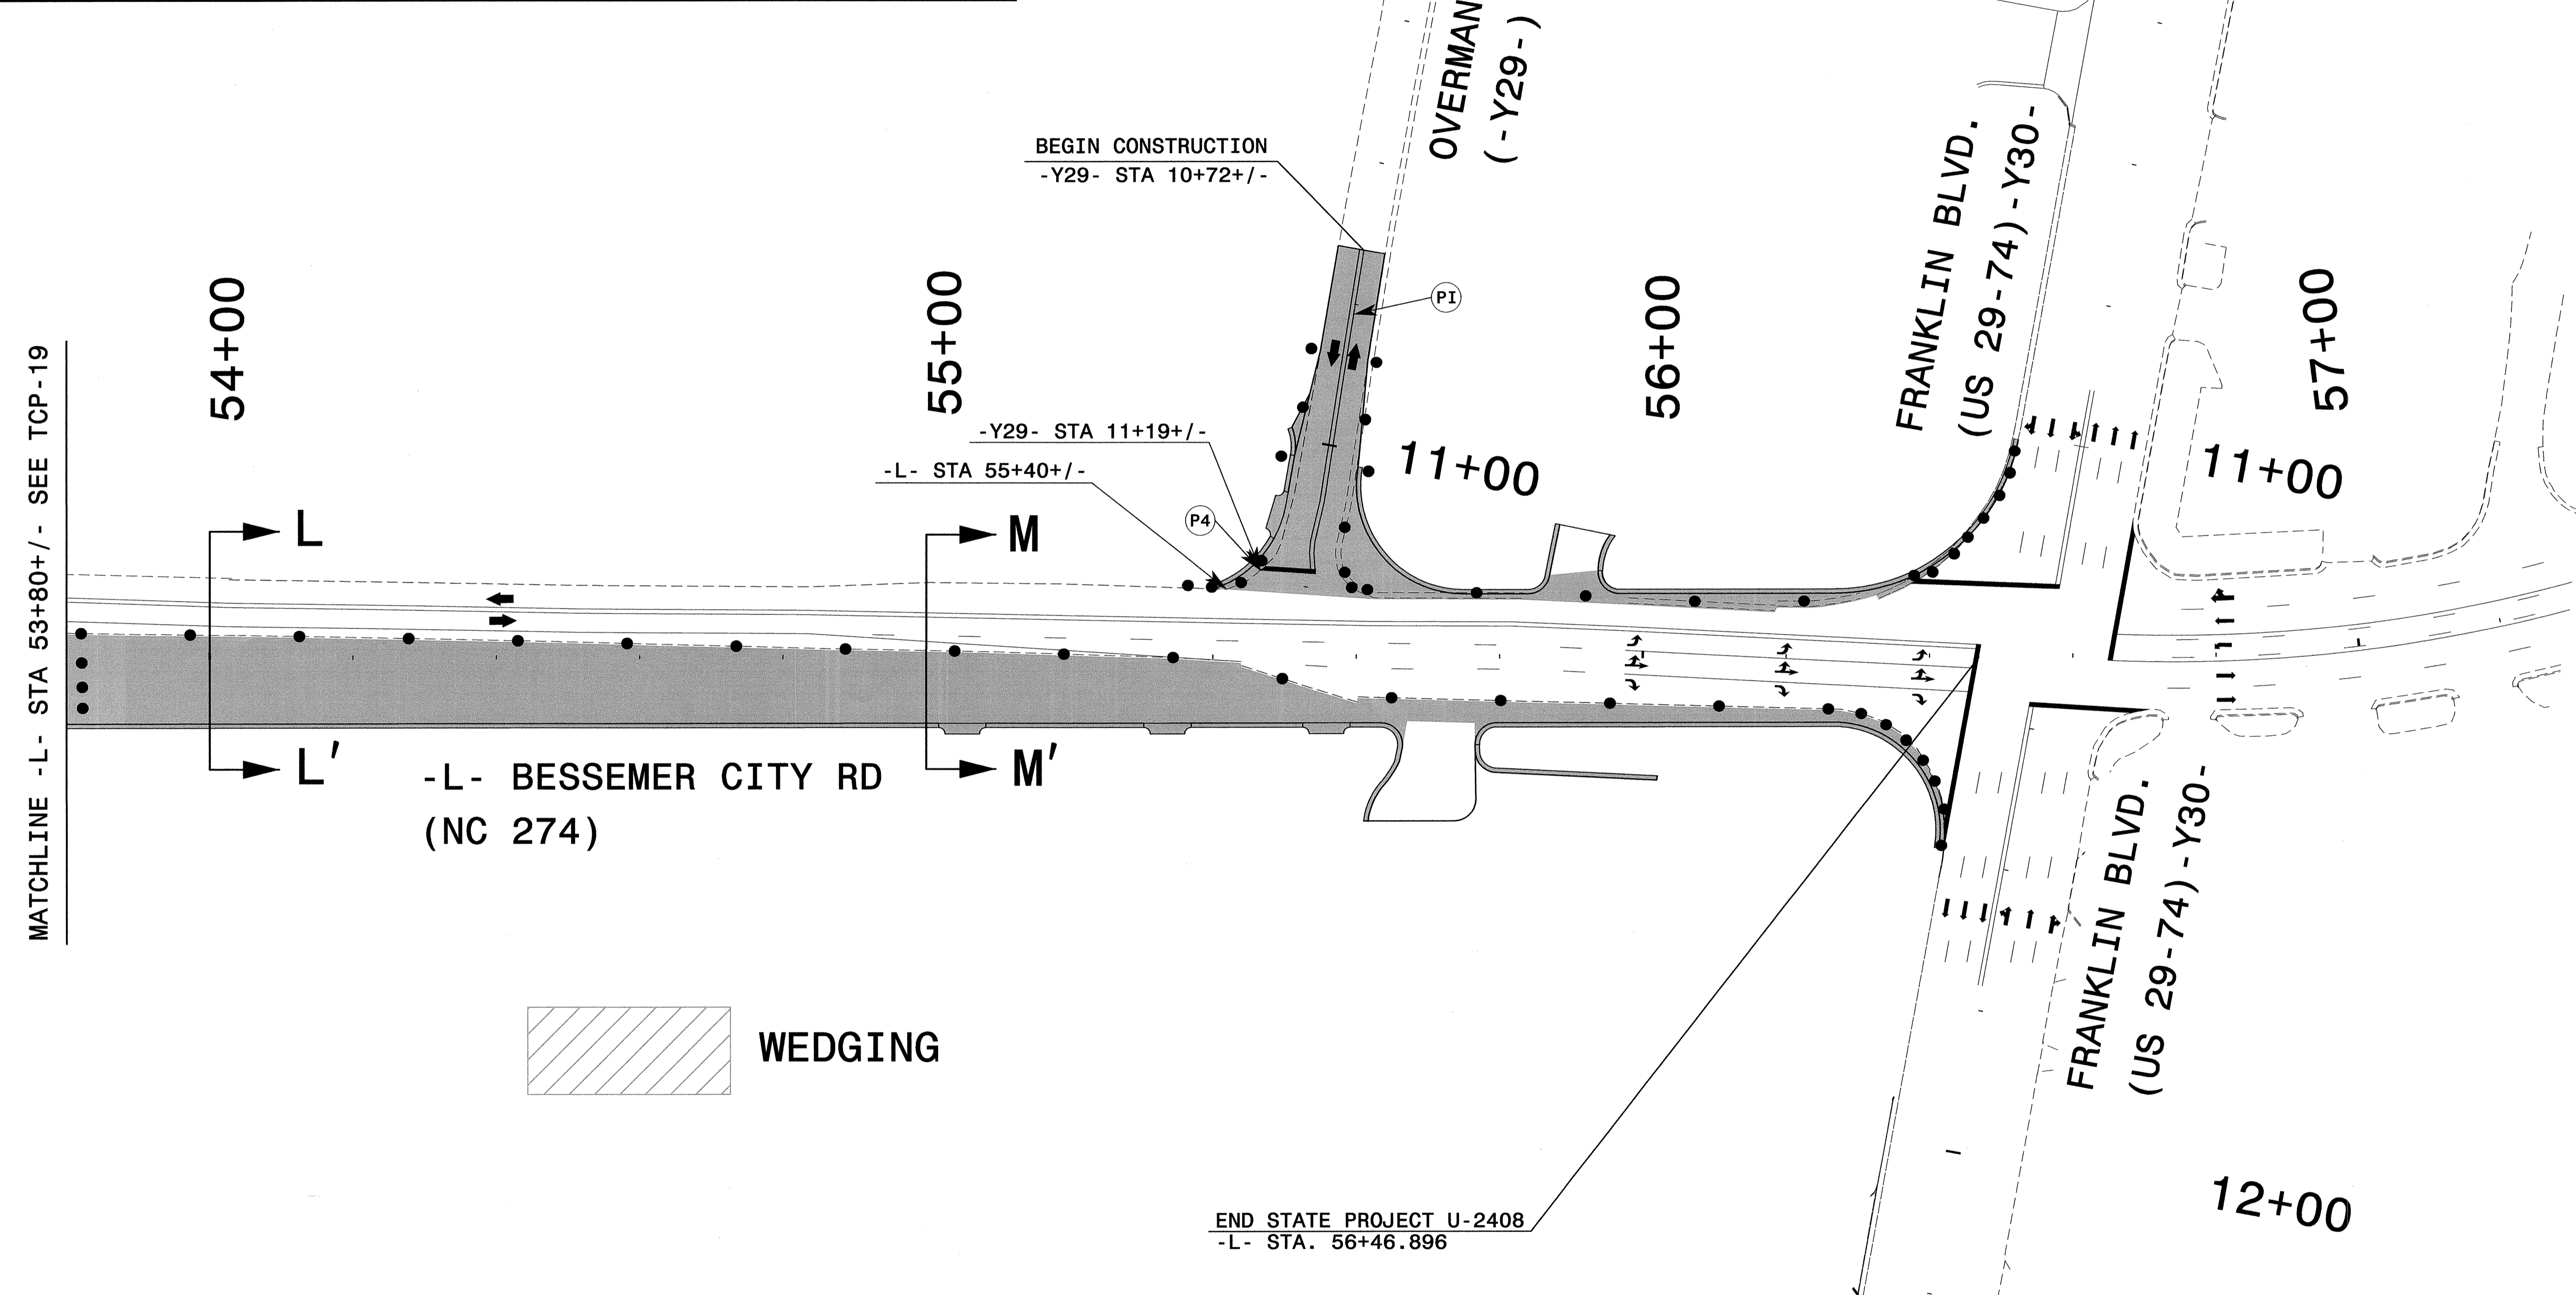 OVERMAN
(-Y29-)
BEGIN CONSTRUCTION
-Y29- STA 10+72+/-
FRANKLIN BLVD.
(US 29-74)-Y30-
PI
54+00
55+00
56+00
57+00
MATCHLINE -L- STA 53+80+/- SEE TCP-19
-Y29- STA 11+19+/-
-L- STA 55+40+/-
11+00
11+00
P4
L
M
L'
M'
-L- BESSEMER CITY RD
(NC 274)
FRANKLIN BLVD.
(US 29-74)-Y30-
WEDGING
END STATE PROJECT U-2408
-L- STA. 56+46.896
12+00